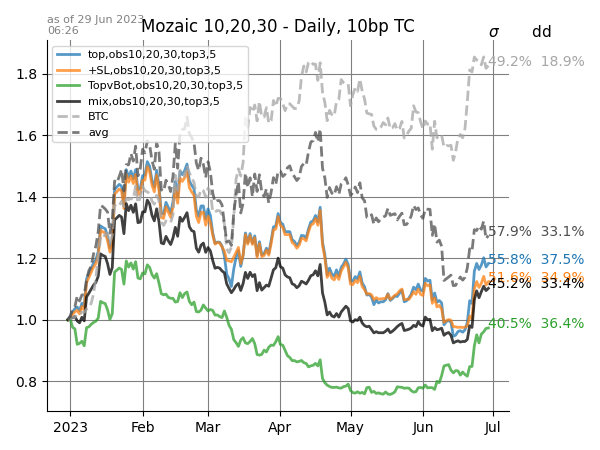 as of 29 Jun 2023
06:26
Mozaic 10,20,30 - Daily, 10bp TC
σ dd
top,obs10,20,30,top3,5
+SL,obs10,20,30,top3,5
TopvBot,obs10,20,30,top3,5
mix,obs10,20,30,top3,5
BTC
avg
49.2% 18.9%
57.9% 33.1%
55.8% 37.5%
51.6% 34.9%
45.2% 33.4%
40.5% 36.4%
1.8
1.6
1.4
1.2
1.0
0.8
2023 Feb Mar Apr May Jun Jul